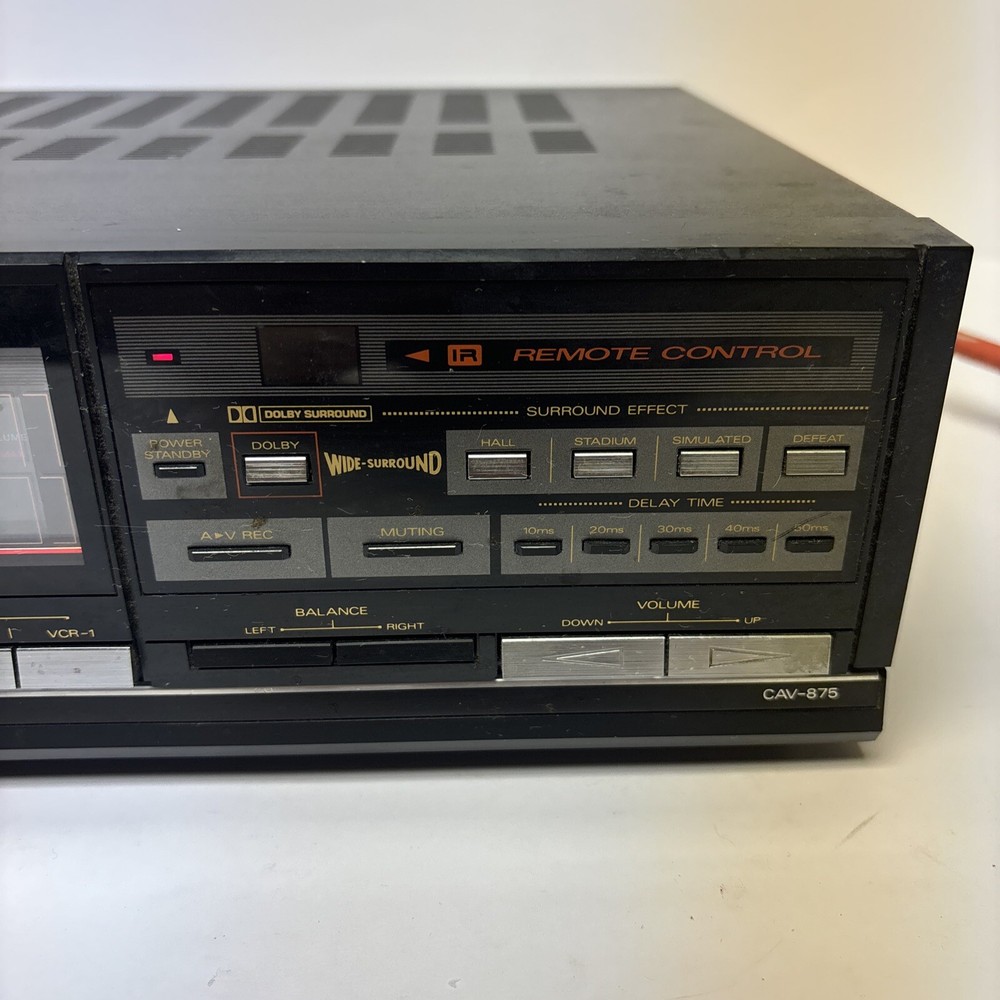 IR REMOTE CONTROL
DOLBY SURROUND SURROUND EFFECT
POWER STANDBY
DOLBY
WIDE-SURROUND
HALL STADIUM SIMULATED DEFEAT
DELAY TIME
A►V REC MUTING 10ms 20ms 30ms 40ms 50ms
BALANCE
LEFT RIGHT
VOLUME
DOWN UP
VCR-1
CAV-875